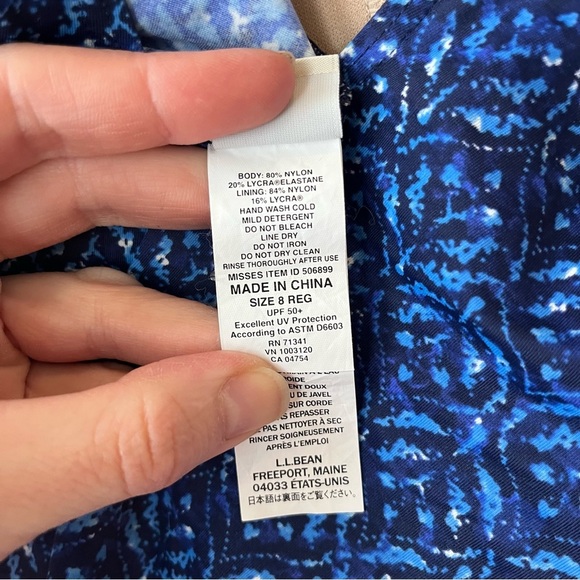 BODY: 80% NYLON
20% LYCRA®ELASTANE
LINING: 84% NYLON
16% LYCRA®
HAND WASH COLD
MILD DETERGENT
DO NOT BLEACH
LINE DRY
DO NOT IRON
DO NOT DRY CLEAN
RINSE THOROUGHLY AFTER USE
MISSES ITEM ID 506899
MADE IN CHINA
SIZE 8 REG
UPF 50+
Excellent UV Protection
According to ASTM D6603
RN 71341
VN 1003120
CA 04754
À L'EAU
DOUX
DE JAVEL
SUR CORDE
REPASSER
PAS NETTOYER À SEC
RINCER SOIGNEUSEMENT
APRÈS L'EMPLOI
L.L.BEAN
FREEPORT, MAINE
04033 ÉTATS-UNIS
日本語は裏面をご覧ください。